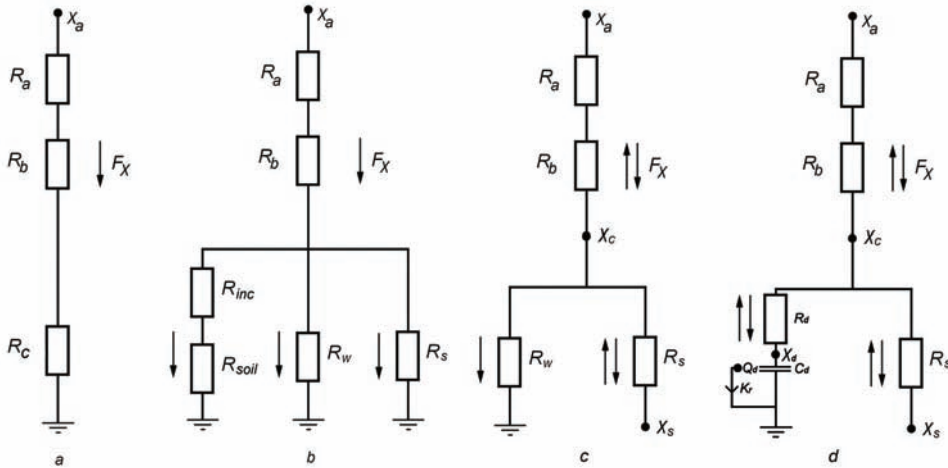 Xa
Ra
Rb
FX
Rc
a
Xa
Ra
Rb
FX
Rinc
Rsoil
Rw
Rs
b
Xa
Ra
Rb
FX
Xc
Rw
Rs
Xs
c
Xa
Ra
Rb
FX
Xc
Rd
Xd
Qd
Cd
Kr
Rs
Xs
d